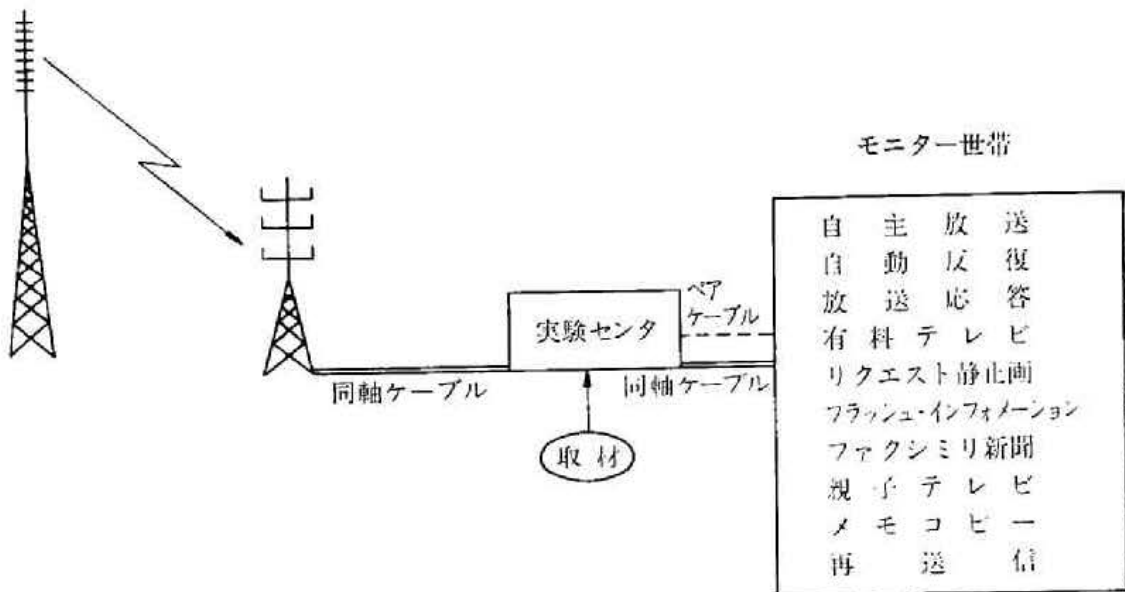 モニター世帯
自主放送
自動反復
放送応答
有料テレビ
リクエスト静止画
フラッシュ・インフォメーション
ファクシミリ新聞
親子テレビ
メモコピー
再送信
ペア
ケーブル
実験センタ
同軸ケーブル
同軸ケーブル
取材